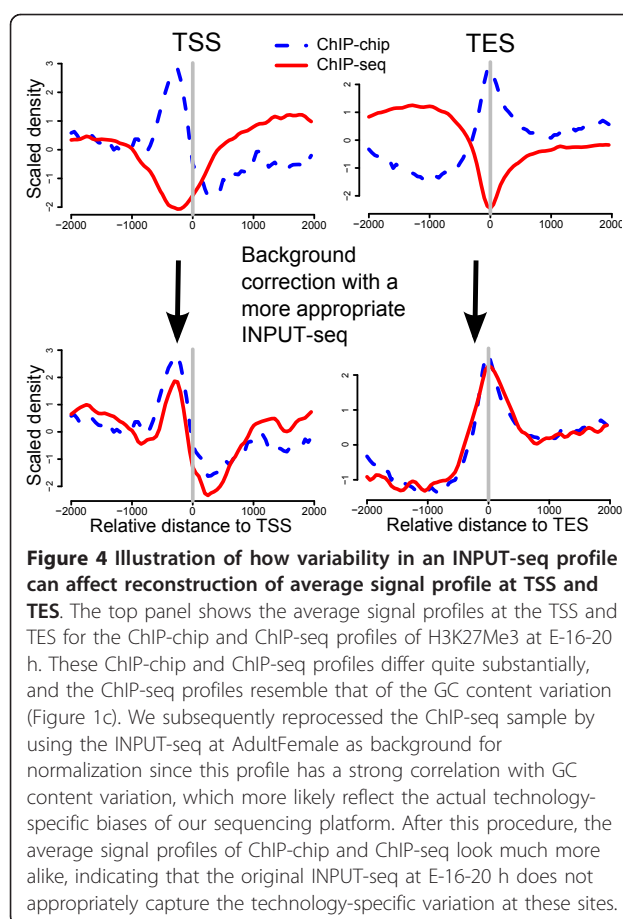 TSS
ChIP-chip
ChIP-seq
TES
Scaled density
3
2
1
0
-1
-2
-2000 -1000 0 1000 2000
2
1
0
-1
-2
-2000 -1000 0 1000 2000
Background
correction with a
more appropriate
INPUT-seq
Scaled density
2
1
0
-1
-2
-2000 -1000 0 1000 2000
Relative distance to TSS
2
1
0
-1
-2000 -1000 0 1000 2000
Relative distance to TES
Figure 4 Illustration of how variability in an INPUT-seq profile
can affect reconstruction of average signal profile at TSS and
TES. The top panel shows the average signal profiles at the TSS and
TES for the ChIP-chip and ChIP-seq profiles of H3K27Me3 at E-16-20
h. These ChIP-chip and ChIP-seq profiles differ quite substantially,
and the ChIP-seq profiles resemble that of the GC content variation
(Figure 1c). We subsequently reprocessed the ChIP-seq sample by
using the INPUT-seq at AdultFemale as background for
normalization since this profile has a strong correlation with GC
content variation, which more likely reflect the actual technology-
specific biases of our sequencing platform. After this procedure, the
average signal profiles of ChIP-chip and ChIP-seq look much more
alike, indicating that the original INPUT-seq at E-16-20 h does not
appropriately capture the technology-specific variation at these sites.